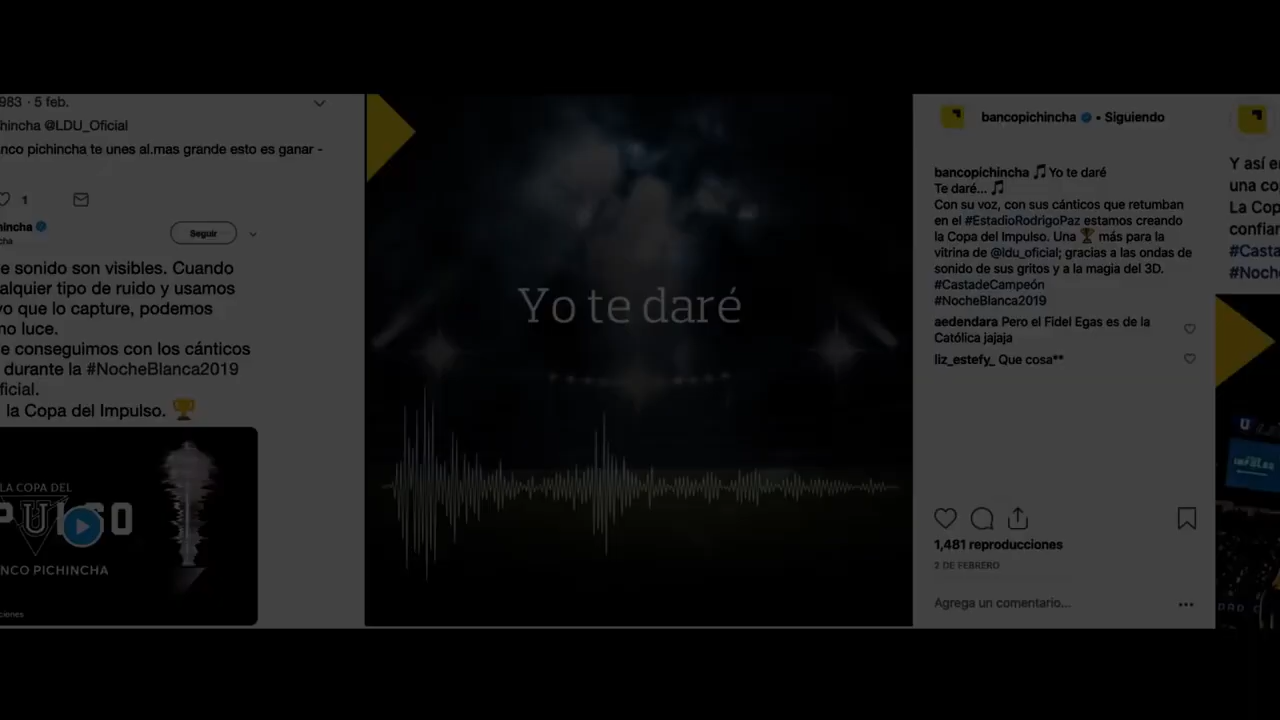 983 · 5 feb.
hincha @LDU_Oficial
nco pichincha te unes al.mas grande esto es ganar -
1
hincha
cha
Seguir
e sonido son visibles. Cuando
alquier tipo de ruido y usamos
vo que lo capture, podemos
mo luce.
e conseguimos con los cánticos
durante la #NocheBlanca2019
ficial.
la Copa del Impulso. 🏆
LA COPA DEL
PULSO
NCO PICHINCHA
ciones
Yo te daré
bancopichincha • Siguiendo
bancopichincha 🎵 Yo te daré
Te daré... 🎵
Con su voz, con sus cánticos que retumban
en el #EstadioRodrigoPaz estamos creando
la Copa del Impulso. Una 🏆 más para la
vitrina de @ldu_oficial; gracias a las ondas de
sonido de sus gritos y a la magia del 3D.
#CastadeCampeón
#NocheBlanca2019
aedendara Pero el Fidel Egas es de la
Católica jajaja
liz_estefy_ Que cosa**
1,481 reproducciones
2 DE FEBRERO
Agrega un comentario...
Y así e
una co
La Cop
confiar
#Casta
#Noch